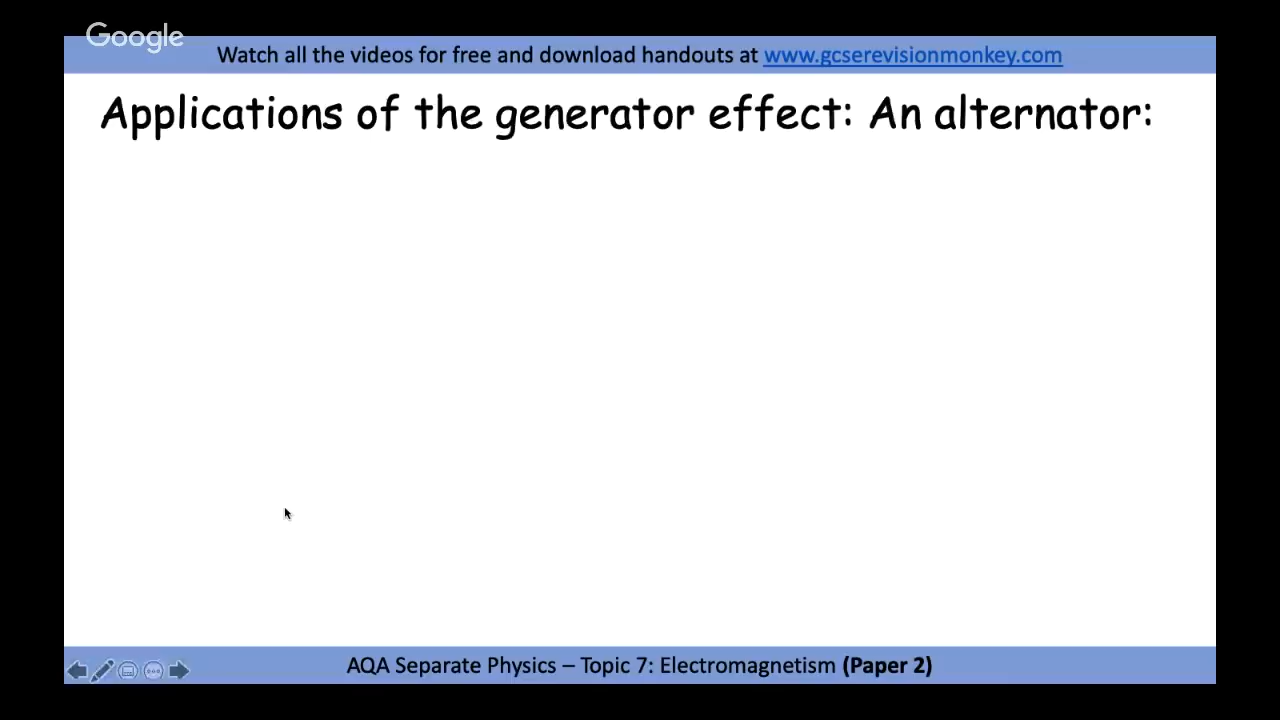 Google
Watch all the videos for free and download handouts at www.gcserevisionmonkey.com
Applications of the generator effect: An alternator:
AQA Separate Physics – Topic 7: Electromagnetism (Paper 2)